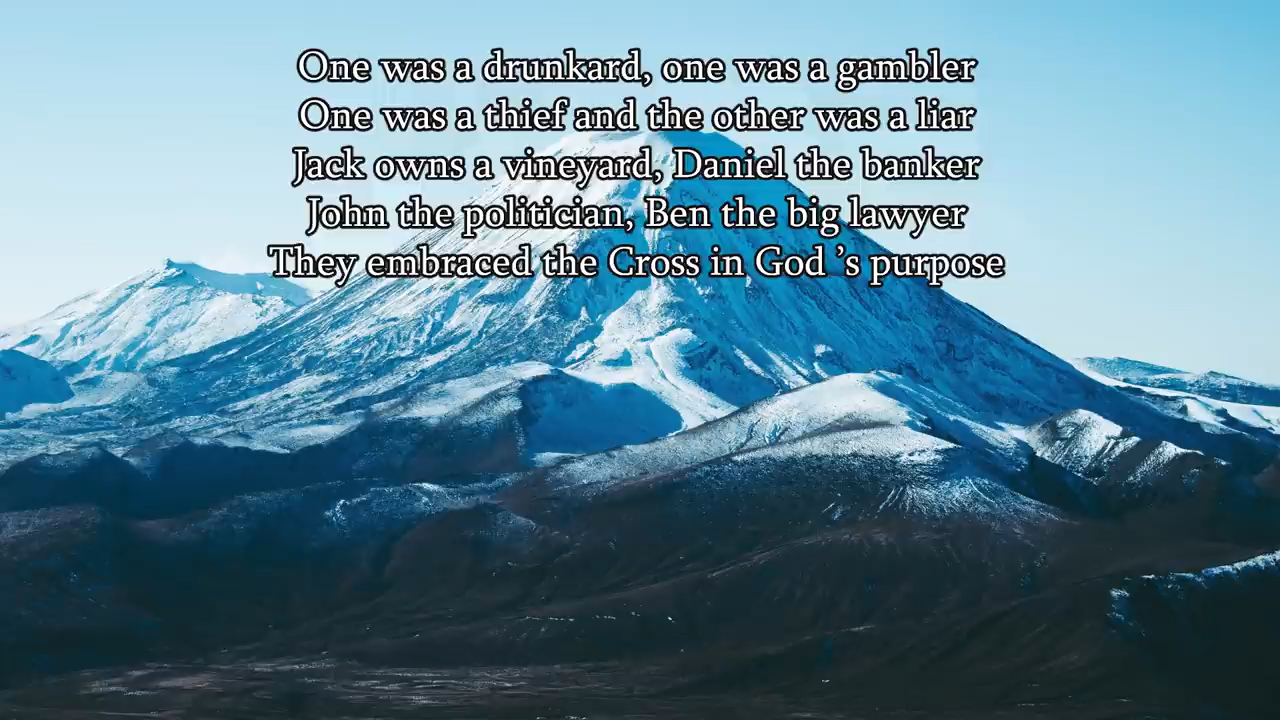 One was a drunkard, one was a gambler
One was a thief and the other was a liar
Jack owns a vineyard, Daniel the banker
John the politician, Ben the big lawyer
They embraced the Cross in God ’s purpose